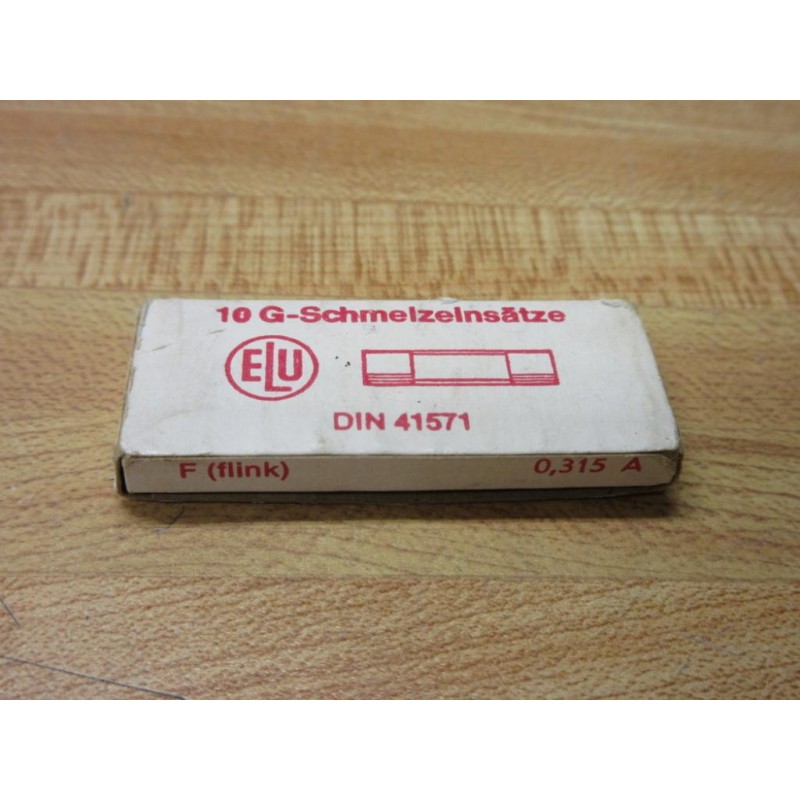 10 G-Schmelzeinsätze
ELU
DIN 41571
F (flink) 0,315 A